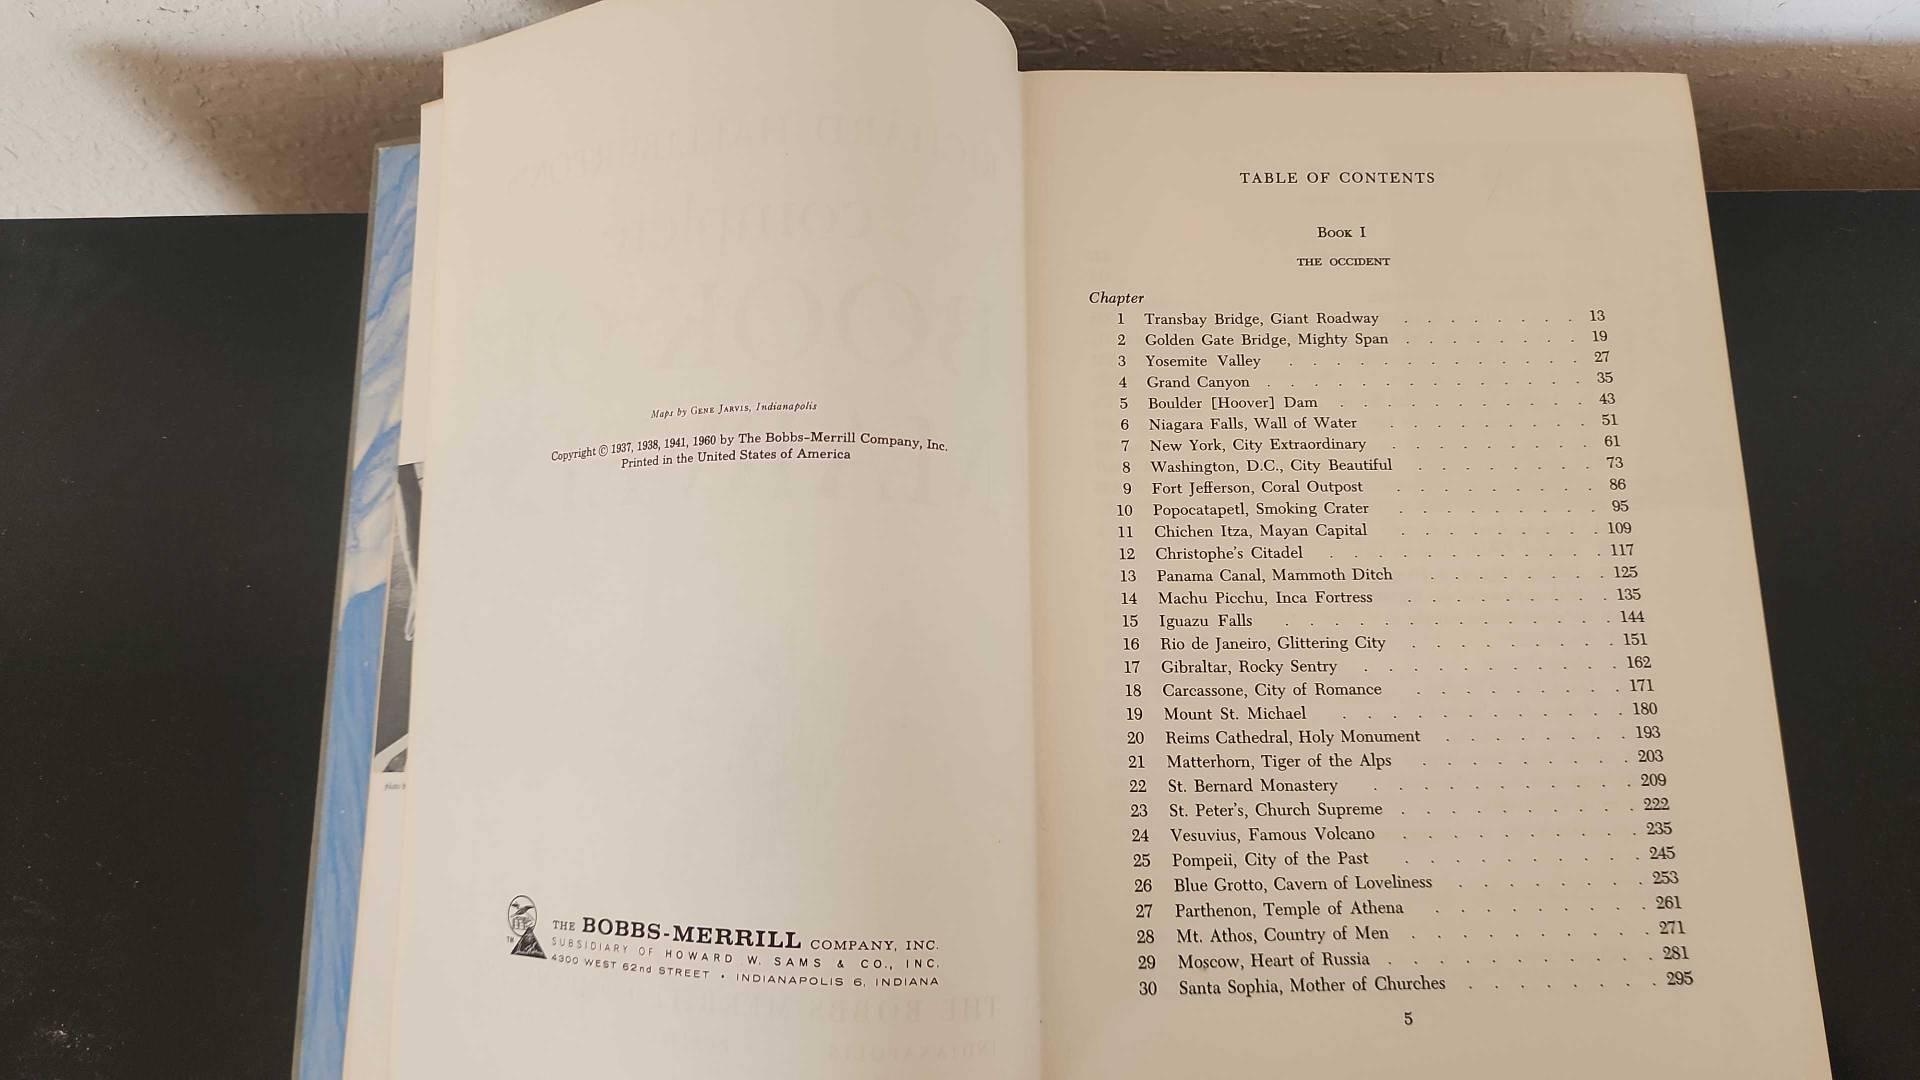 Maps by GENE JARVIS, Indianapolis
Copyright © 1937, 1938, 1941, 1960 by The Bobbs-Merrill Company, Inc.
Printed in the United States of America
THE BOBBS-MERRILL COMPANY, INC.
SUBSIDIARY OF HOWARD W. SAMS & CO., INC.
4300 WEST 62nd STREET • INDIANAPOLIS 6, INDIANA
TM
TABLE OF CONTENTS
BOOK I
THE OCCIDENT
Chapter
1 Transbay Bridge, Giant Roadway . . . . . . . . 13
2 Golden Gate Bridge, Mighty Span . . . . . . . . 19
3 Yosemite Valley . . . . . . . . . . . . . 27
4 Grand Canyon . . . . . . . . . . . . . . 35
5 Boulder [Hoover] Dam . . . . . . . . . . . 43
6 Niagara Falls, Wall of Water . . . . . . . . . 51
7 New York, City Extraordinary . . . . . . . . 61
8 Washington, D.C., City Beautiful . . . . . . . . 73
9 Fort Jefferson, Coral Outpost . . . . . . . . . 86
10 Popocatapetl, Smoking Crater . . . . . . . . . 95
11 Chichen Itza, Mayan Capital . . . . . . . . . 109
12 Christophe's Citadel . . . . . . . . . . . . 117
13 Panama Canal, Mammoth Ditch . . . . . . . . 125
14 Machu Picchu, Inca Fortress . . . . . . . . . 135
15 Iguazu Falls . . . . . . . . . . . . . . 144
16 Rio de Janeiro, Glittering City . . . . . . . . . 151
17 Gibraltar, Rocky Sentry . . . . . . . . . . . 162
18 Carcassone, City of Romance . . . . . . . . . 171
19 Mount St. Michael . . . . . . . . . . . . 180
20 Reims Cathedral, Holy Monument . . . . . . . . 193
21 Matterhorn, Tiger of the Alps . . . . . . . . . 203
22 St. Bernard Monastery . . . . . . . . . . . 209
23 St. Peter's, Church Supreme . . . . . . . . . . 222
24 Vesuvius, Famous Volcano . . . . . . . . . . 235
25 Pompeii, City of the Past . . . . . . . . . . 245
26 Blue Grotto, Cavern of Loveliness . . . . . . . . 253
27 Parthenon, Temple of Athena . . . . . . . . . 261
28 Mt. Athos, Country of Men . . . . . . . . . . 271
29 Moscow, Heart of Russia . . . . . . . . . . . 281
30 Santa Sophia, Mother of Churches . . . . . . . . 295
5